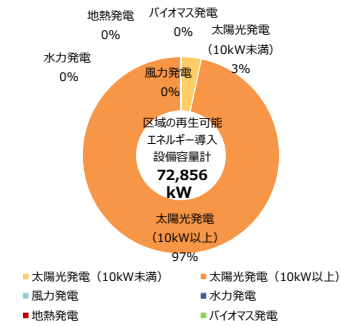 地熱発電
0%
バイオマス発電
0%
太陽光発電
（10kW未満）
3%
水力発電
0%
風力発電
0%
区域の再生可能
エネルギー導入
設備容量計
72,856
kW
太陽光発電
（10kW以上）
97%
太陽光発電（10kW未満）
太陽光発電（10kW以上）
風力発電
水力発電
地熱発電
バイオマス発電